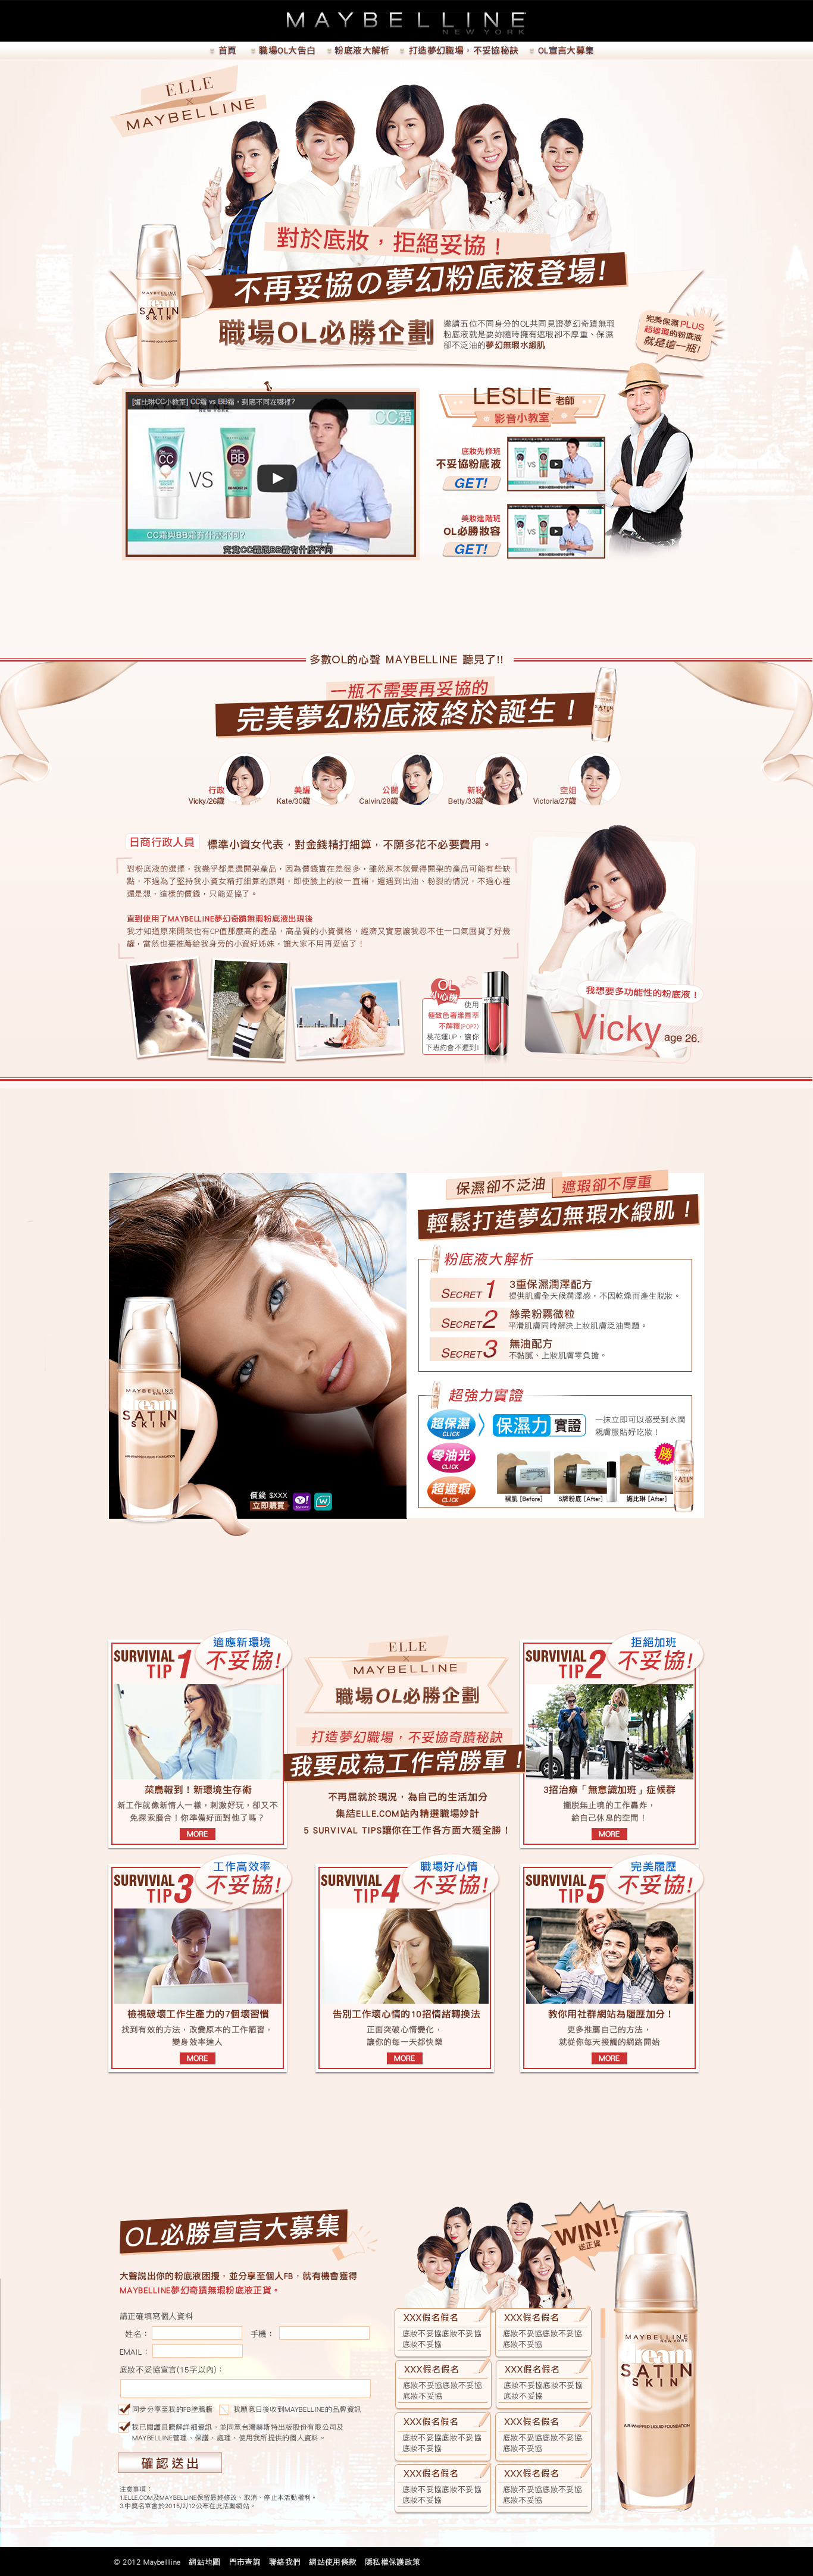 MAYBELLINE
NEW YORK
首頁 職場OL大告白 粉底液大解析 打造夢幻職場，不妥協秘訣 OL宣言大募集
ELLE
×
MAYBELLINE
對於底妝，拒絕妥協！
不再妥協の夢幻粉底液登場!
職場OL必勝企劃
邀請五位不同身分的OL共同見證夢幻奇蹟無瑕
粉底液就是要妳隨時擁有遮瑕卻不厚重、保濕
卻不泛油的夢幻無瑕水緞肌
完美保濕 PLUS
超遮瑕的粉底液
就是這一瓶!
MAYBELLINE
SATIN
SKIN
[媚比琳CC小教室] CC霜 vs BB霜，到底不同在哪裡?
CC霜
CC
VS
BB
CC霜與BB霜有什麼不同?
究竟CC霜跟BB霜有什麼不同
LESLIE 老師
影音小教室
底妝先修班
不妥協粉底液
GET!
美妝進階班
OL必勝妝容
GET!
多數OL的心聲 MAYBELLINE 聽見了!!
一瓶不需要再妥協的
完美夢幻粉底液終於誕生！
行政
Vicky/26歲
美編
Kate/30歲
公關
Calvin/28歲
新秘
Betty/33歲
空姐
Victoria/27歲
日商行政人員
標準小資女代表，對金錢精打細算，不願多花不必要費用。
對粉底液的選擇，我幾乎都是選開架產品，因為價錢實在差很多，雖然原本就覺得開架的產品可能有些缺
點，不過為了堅持我小資女精打細算的原則，即使臉上的妝一直補，還遇到出油、粉裂的情況，不過心裡
還是想，這樣的價錢，只能妥協了。
直到使用了MAYBELLINE夢幻奇蹟無瑕粉底液出現後
我才知道原來開架也有CP值那麼高的產品，高品質的小資價格，經濟又實惠讓我忍不住一口氣囤貨了好幾
罐，當然也要推薦給我身旁的小資好姊妹，讓大家不用再妥協了！
OL
小心機
使用
極致色奢漾唇萃
不解釋(POP7)
桃花運UP，讓你
下班約會不遲到!
我想要多功能性的粉底液！
Vicky age 26.
保濕卻不泛油
遮瑕卻不厚重
輕鬆打造夢幻無瑕水緞肌！
粉底液大解析
SECRET 1
3重保濕潤澤配方
提供肌膚全天候潤澤感，不因乾燥而產生脫妝。
SECRET 2
絲柔粉霧微粒
平滑肌膚同時解決上妝肌膚泛油問題。
SECRET 3
無油配方
不黏膩、上妝肌膚零負擔。
超強力實證
超保濕
CLICK
保濕力 實證
一抹立即可以感受到水潤
親膚服貼好吃妝！
零油光
CLICK
超遮瑕
CLICK
勝
裸肌 [Before]
S牌粉底 [After]
媚比琳 [After]
MAYBELLINE
SATIN
SKIN
AIR-WHIPPED LIQUID FOUNDATION
價錢 $XXX
立即購買
SURVIVIAL
TIP 1
適應新環境
不妥協!
菜鳥報到！新環境生存術
新工作就像新情人一樣，刺激好玩，卻又不
免探索磨合！你準備好面對他了嗎？
MORE
ELLE
×
MAYBELLINE
職場OL必勝企劃
打造夢幻職場，不妥協奇蹟秘訣
我要成為工作常勝軍！
不再屈就於現況，為自己的生活加分
集結ELLE.COM站內精選職場妙計
5 SURVIVAL TIPS讓你在工作各方面大獲全勝！
SURVIVIAL
TIP 2
拒絕加班
不妥協!
3招治療「無意識加班」症候群
擺脫無止境的工作轟炸，
給自己休息的空間！
MORE
SURVIVIAL
TIP 3
工作高效率
不妥協!
檢視破壞工作生產力的7個壞習慣
找到有效的方法，改變原本的工作陋習，
變身效率達人
MORE
SURVIVIAL
TIP 4
職場好心情
不妥協!
告別工作壞心情的10招情緒轉換法
正面突破心情變化，
讓你的每一天都快樂
MORE
SURVIVIAL
TIP 5
完美履歷
不妥協!
教你用社群網站為履歷加分！
更多推薦自己的方法，
就從你每天接觸的網路開始
MORE
OL必勝宣言大募集
大聲說出你的粉底液困擾，並分享至個人FB，就有機會獲得
MAYBELLINE夢幻奇蹟無瑕粉底液正貨。
請正確填寫個人資料
姓名：
手機：
EMAIL：
底妝不妥協宣言(15字以內)：
同步分享至我的FB塗鴉牆
我願意日後收到MAYBELLINE的品牌資訊
我已閱讀且瞭解詳細資訊，並同意台灣赫斯特出版股份有限公司及
MAYBELLINE管理、保護、處理、使用我所提供的個人資料。
確認送出
注意事項：
1.ELLE.COM及MAYBELLINE保留最終修改、取消、停止本活動權利。
3.中獎名單會於2015/2/12公布在此活動網站。
WIN!!
送正貨
XXX假名假名
底妝不妥協底妝不妥協
底妝不妥協
XXX假名假名
底妝不妥協底妝不妥協
底妝不妥協
XXX假名假名
底妝不妥協底妝不妥協
底妝不妥協
XXX假名假名
底妝不妥協底妝不妥協
底妝不妥協
XXX假名假名
底妝不妥協底妝不妥協
底妝不妥協
XXX假名假名
底妝不妥協底妝不妥協
底妝不妥協
XXX假名假名
底妝不妥協底妝不妥協
底妝不妥協
XXX假名假名
底妝不妥協底妝不妥協
底妝不妥協
MAYBELLINE
NEW YORK
SATIN
SKIN
AIR-WHIPPED LIQUID FOUNDATION
© 2012 Maybelline 網站地圖 門市查詢 聯絡我們 網站使用條款 隱私權保護政策